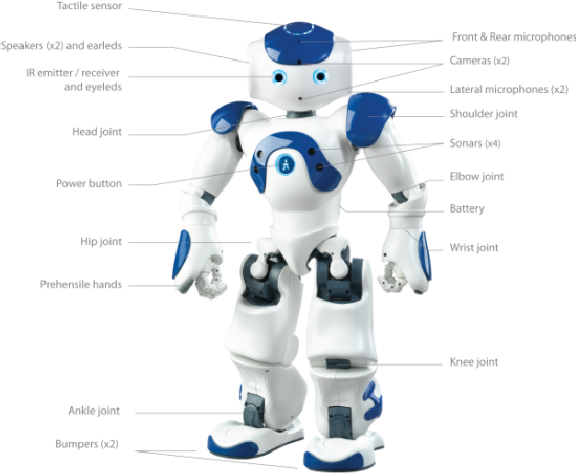 Tactile sensor
Speakers (x2) and earleds
IR emitter / receiver
and eyeleds
Head joint
Power button
Hip joint
Prehensile hands
Ankle joint
Bumpers (x2)
Front & Rear microphones
Cameras (x2)
Lateral microphones (x2)
Shoulder joint
Sonars (x4)
Elbow joint
Battery
Wrist joint
Knee joint